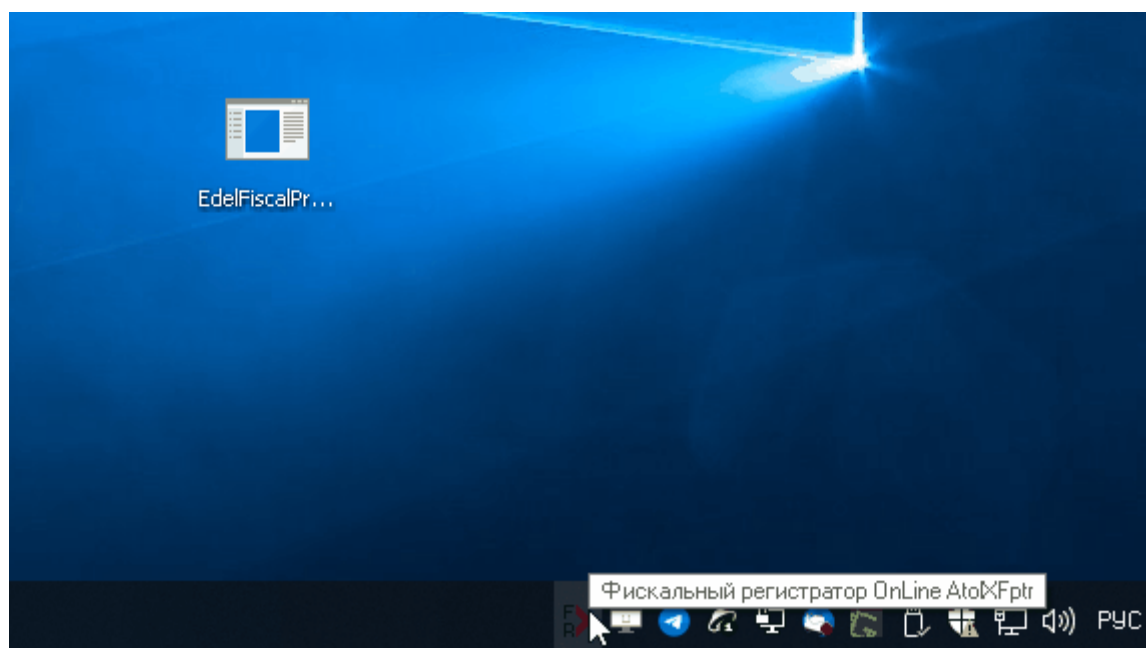 EdelFiscalPr...
Фискальный регистратор OnLine AtolXFptr
F
R
РУС